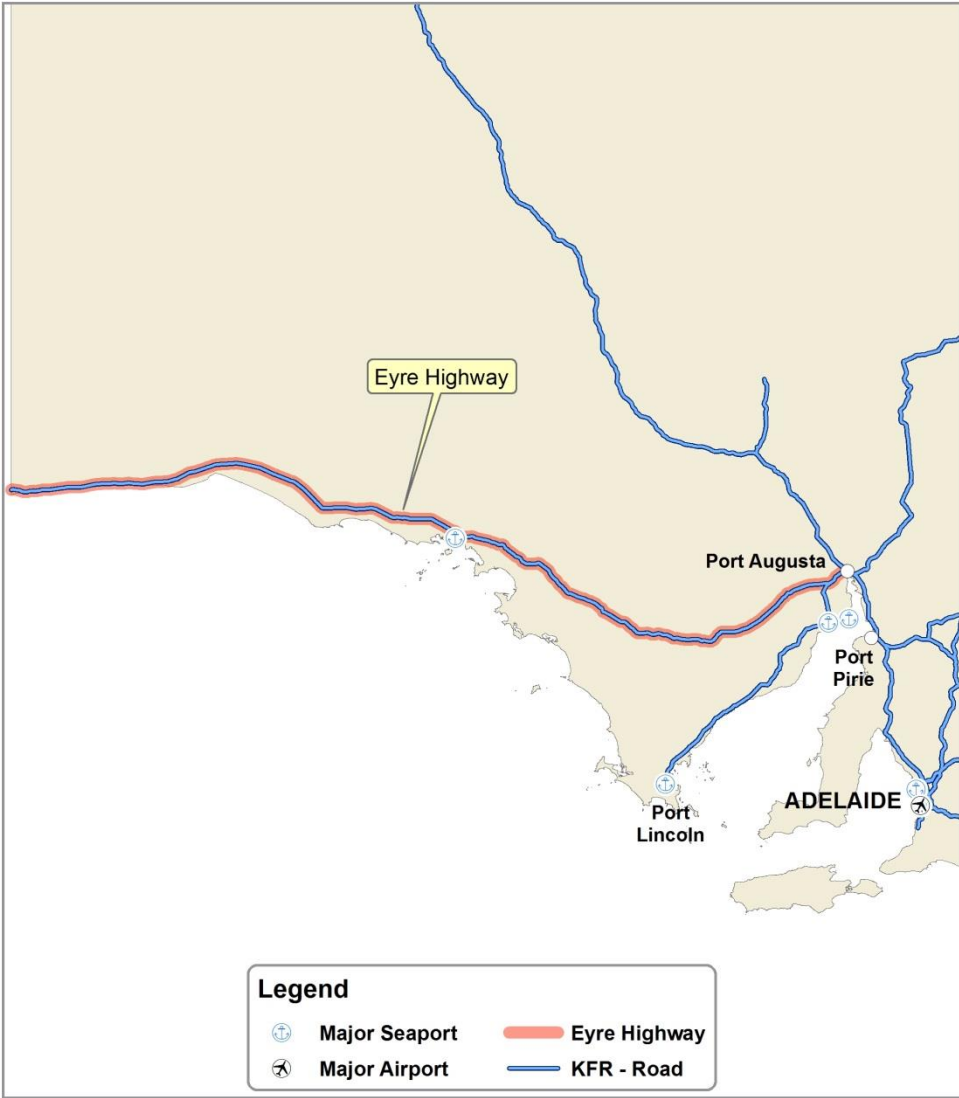 Eyre Highway
Port Augusta
Port
Pirie
ADELAIDE
Port
Lincoln
Legend
Major Seaport
Eyre Highway
Major Airport
KFR - Road